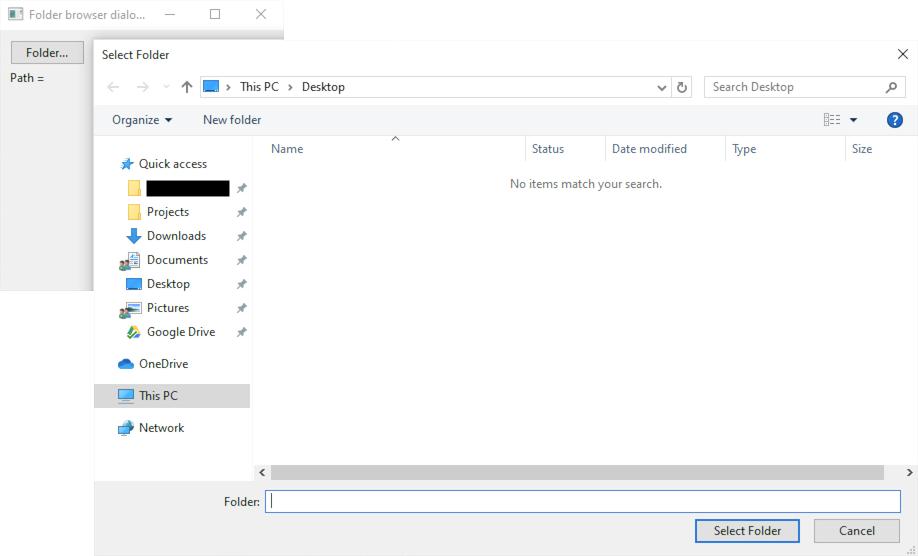 Folder browser dialo...
Folder...
Path =
Select Folder
This PC > Desktop
Search Desktop
Organize
New folder
?
Name
Status
Date modified
Type
Size
Quick access
No items match your search.
Projects
Downloads
Documents
Desktop
Pictures
Google Drive
OneDrive
This PC
Network
Folder:
Select Folder
Cancel